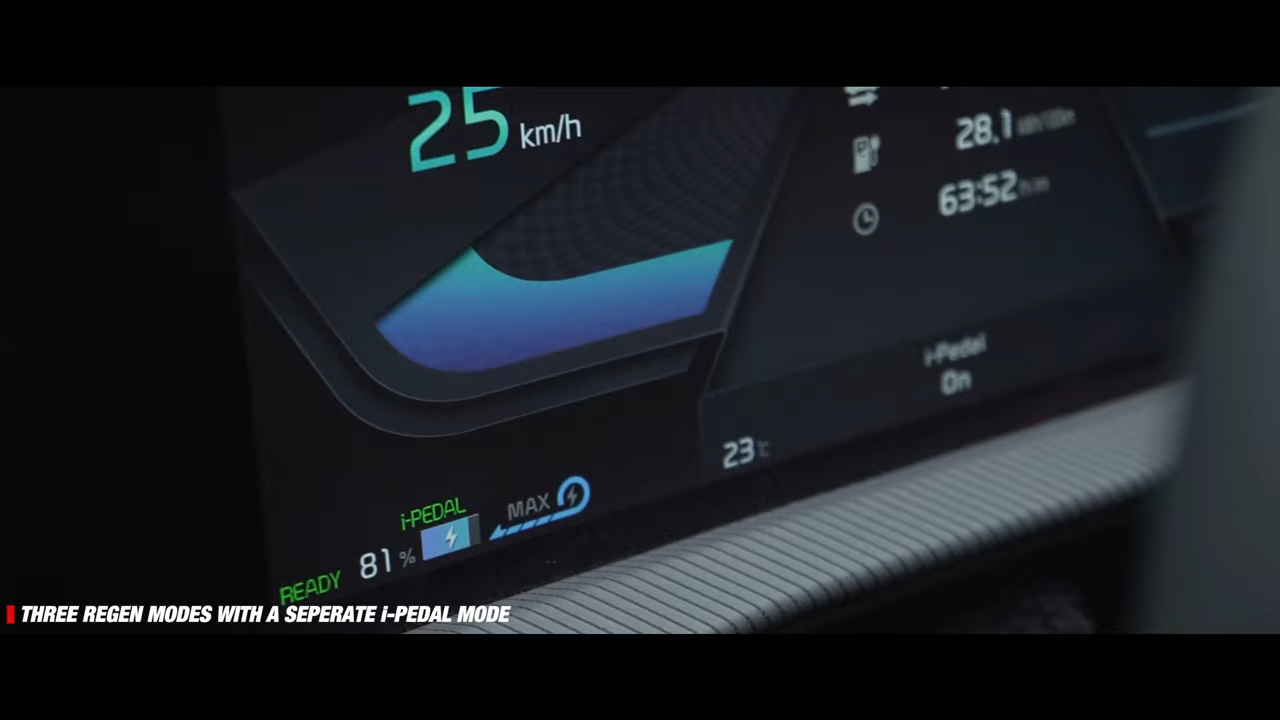 25 km/h
28.1
63:52 h:m
i-Pedal
On
23 °C
i-PEDAL
MAX
81 %
READY
THREE REGEN MODES WITH A SEPERATE i-PEDAL MODE